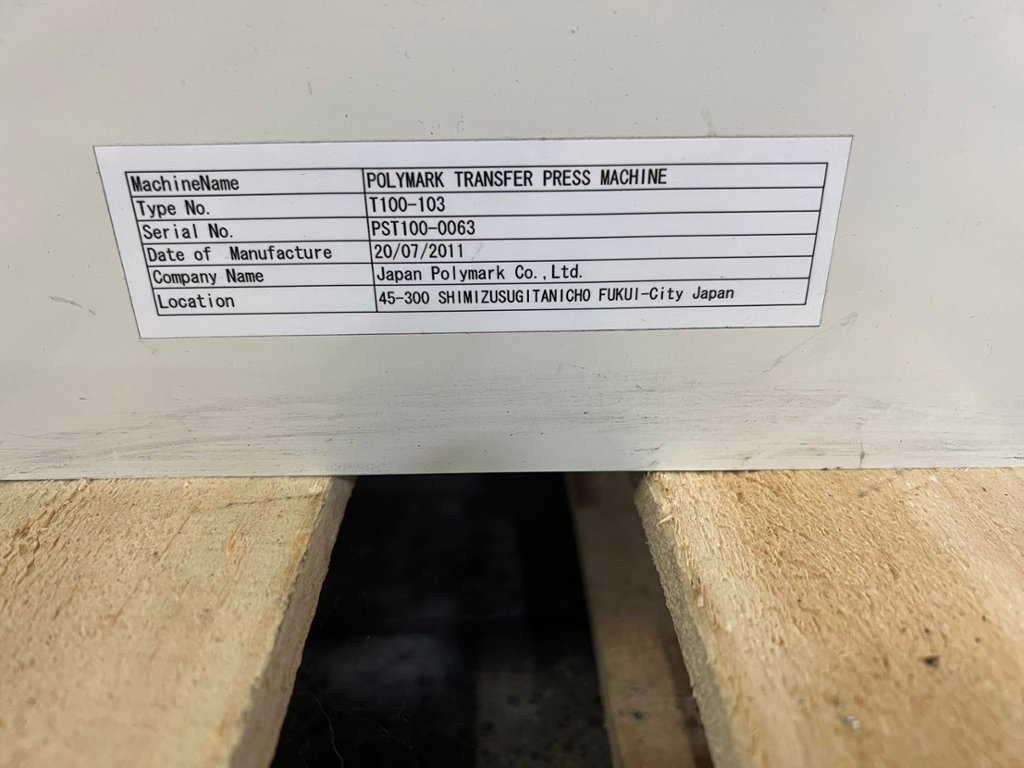 MachineName POLYMARK TRANSFER PRESS MACHINE
Type No. T100-103
Serial No. PST100-0063
Date of Manufacture 20/07/2011
Company Name Japan Polymark Co.,Ltd.
Location 45-300 SHIMIZUSUGITANICHO FUKUI-City Japan